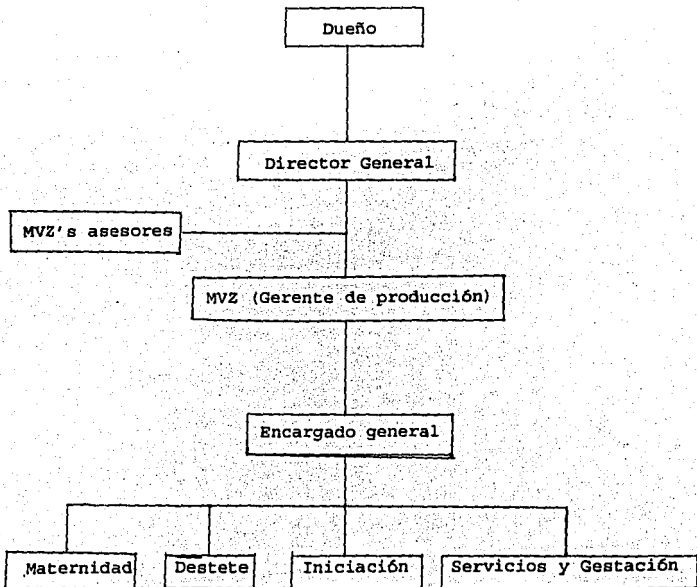 Dueño
Director General
MVZ's asesores
MVZ (Gerente de producción)
Encargado general
Maternidad
Destete
Iniciación
Servicios y Gestación